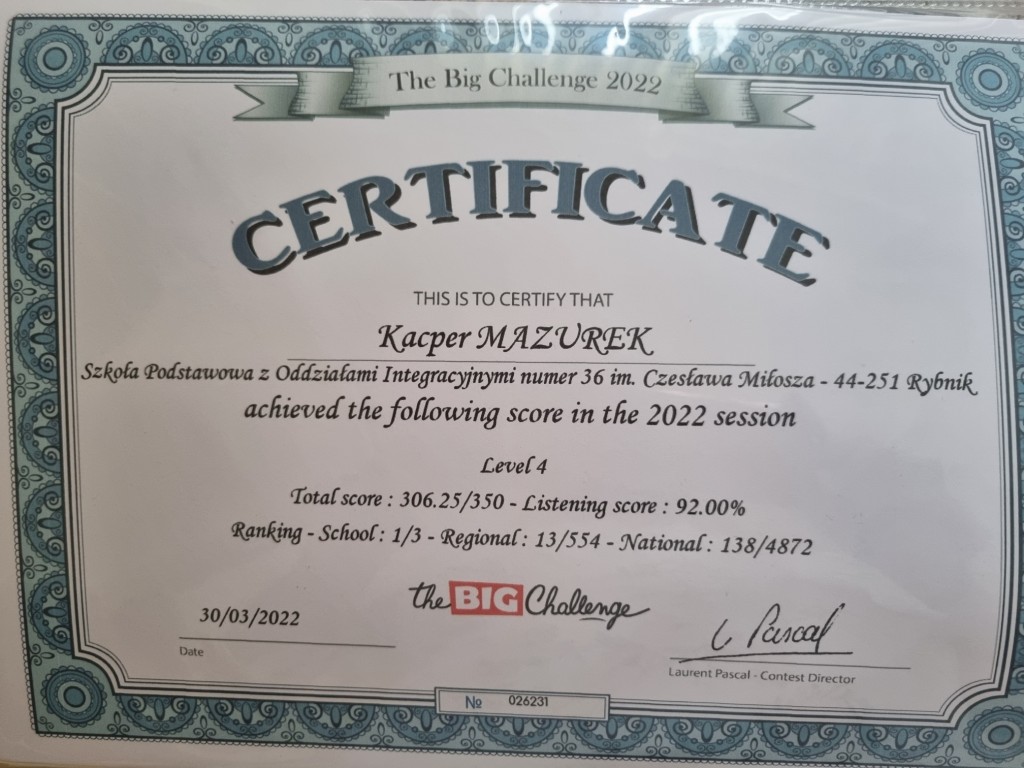 The Big Challenge 2022
CERTIFICATE
THIS IS TO CERTIFY THAT
Kacper MAZUREK
Szkoła Podstawowa z Oddziałami Integracyjnymi numer 36 im. Czesława Miłosza - 44-251 Rybnik
achieved the following score in the 2022 session
Level 4
Total score : 306.25/350 - Listening score : 92.00%
Ranking - School : 1/3 - Regional : 13/554 - National : 138/4872
the BIG Challenge
30/03/2022
Date
L Pascal
Laurent Pascal - Contest Director
№ 026231